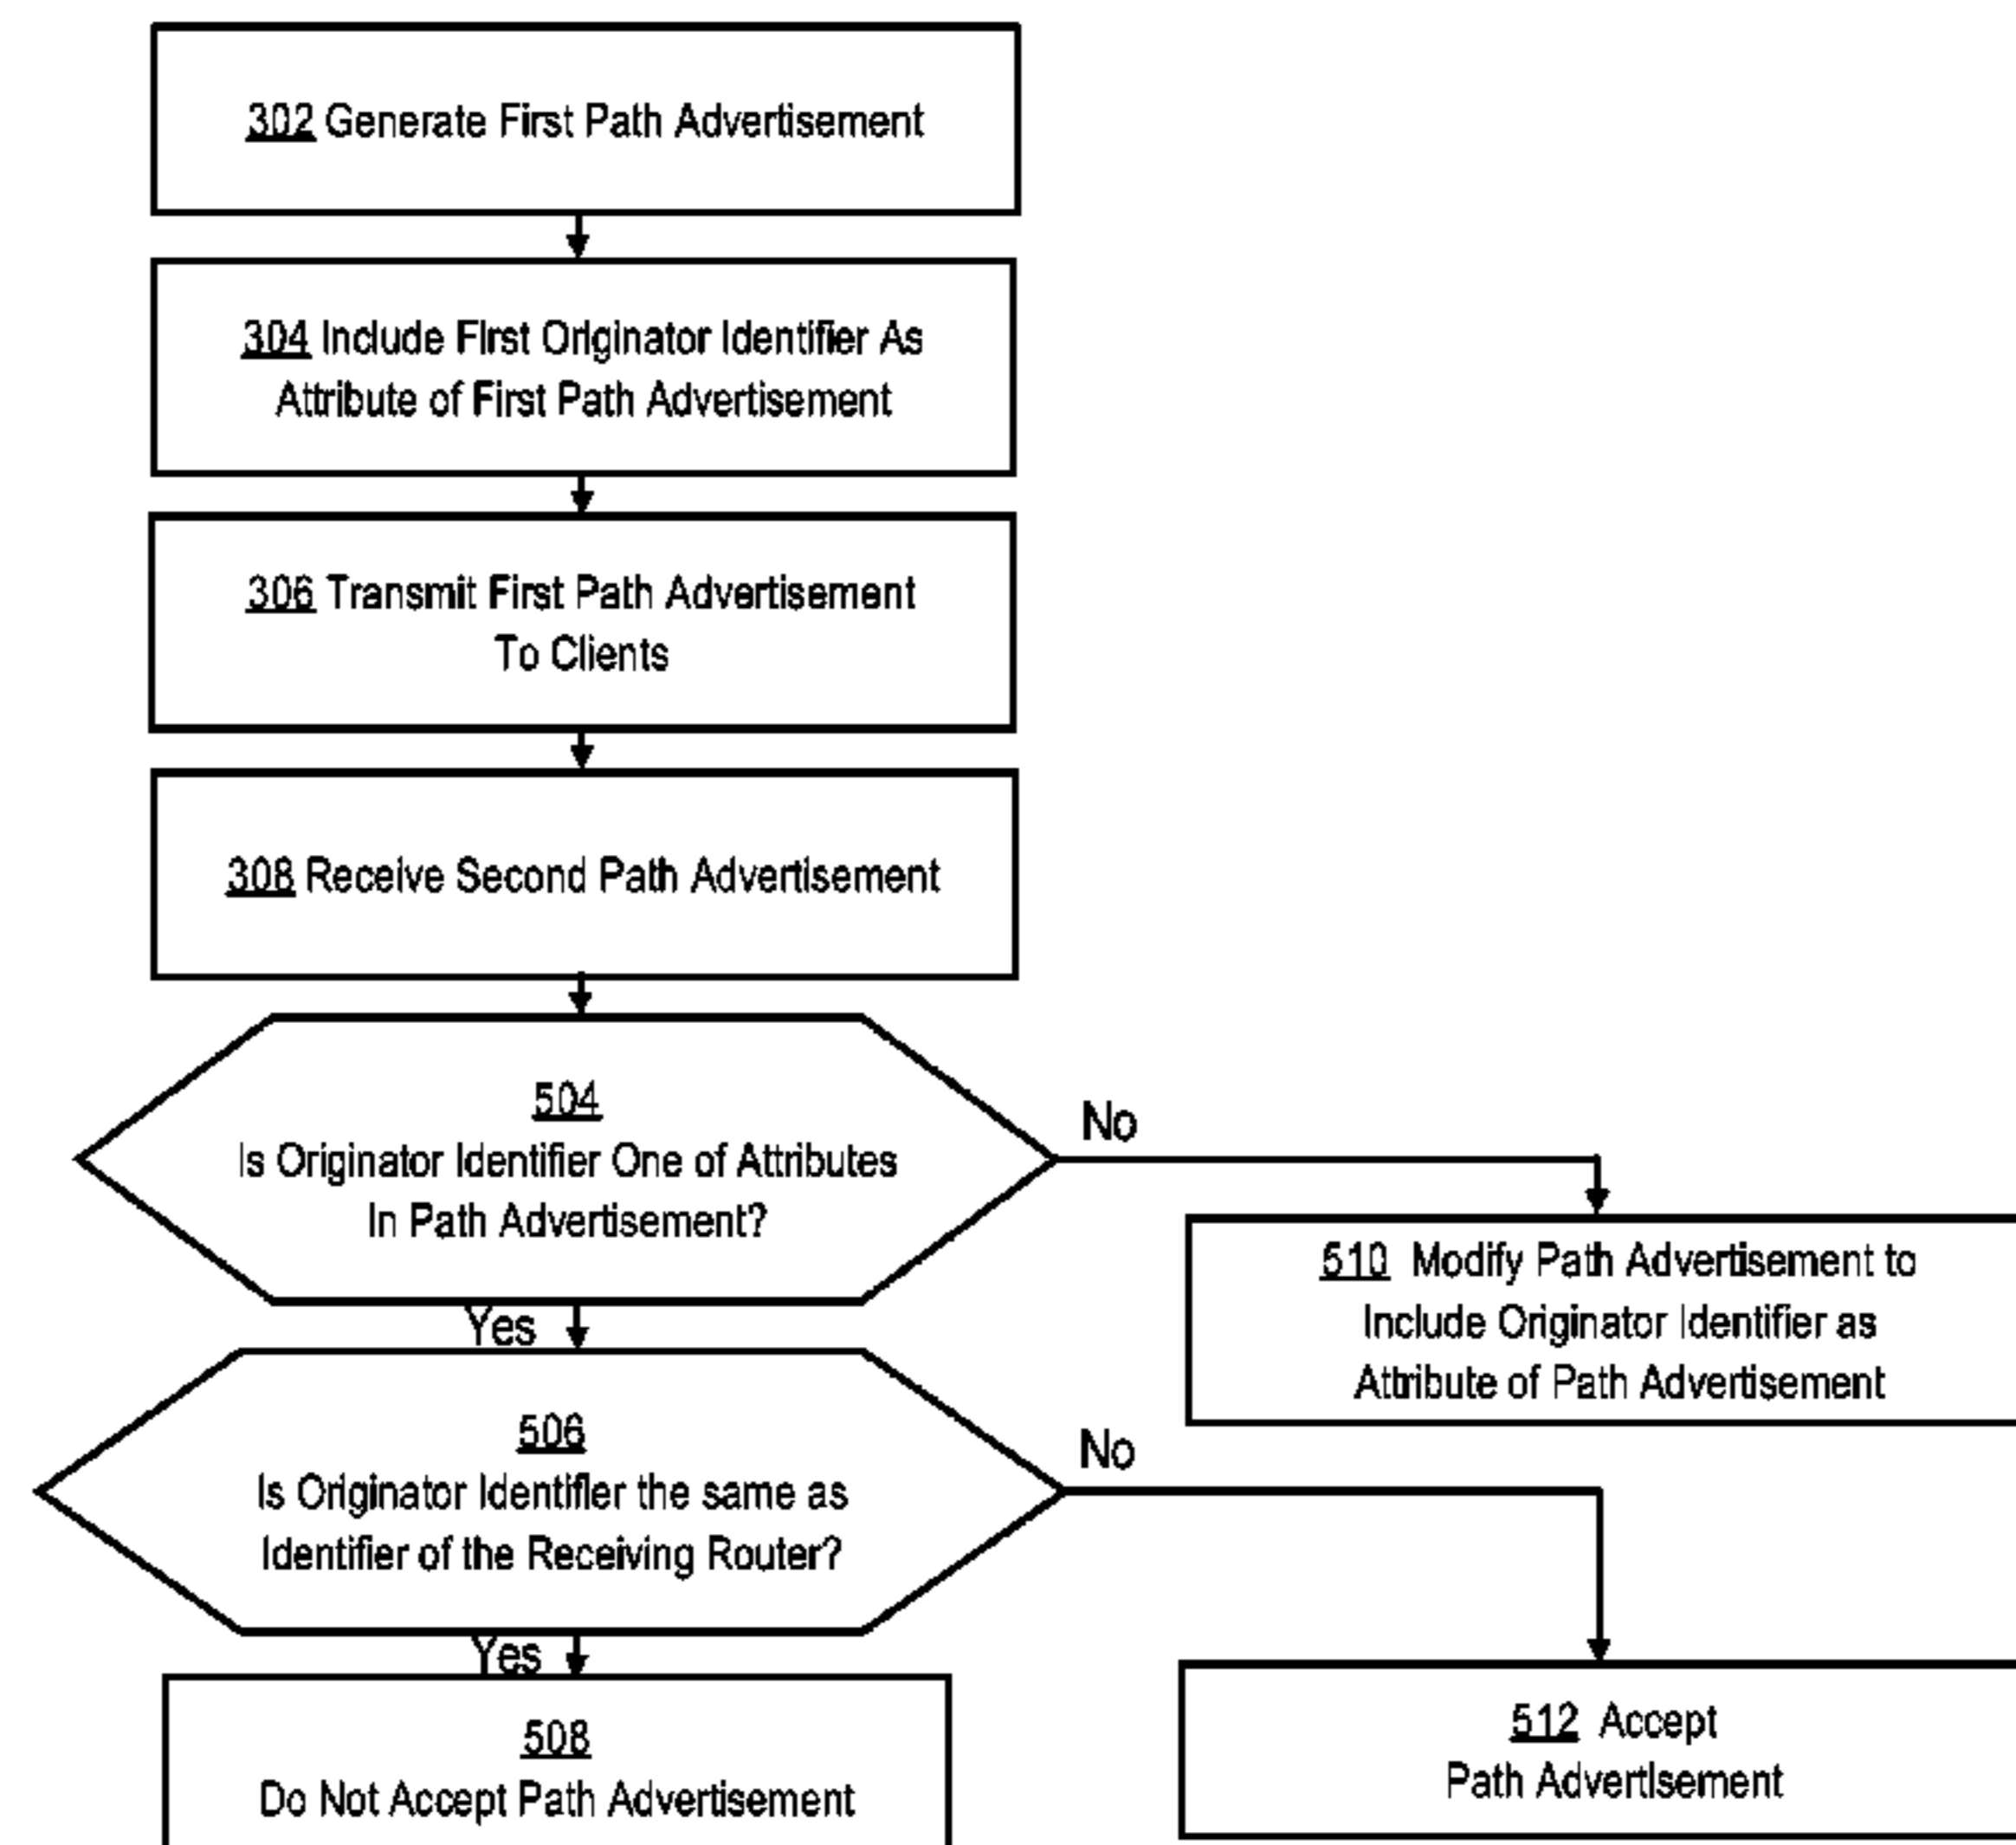 302 Generate First Path Advertisement
304 Include First Originator Identifier As
Attribute of First Path Advertisement
306 Transmit First Path Advertisement
To Clients
308 Receive Second Path Advertisement
504
Is Originator Identifier One of Attributes
In Path Advertisement?
No
Yes
510 Modify Path Advertisement to
Include Originator Identifier as
Attribute of Path Advertisement
506
Is Originator Identifier the same as
Identifier of the Receiving Router?
No
Yes
508
Do Not Accept Path Advertisement
512 Accept
Path Advertisement